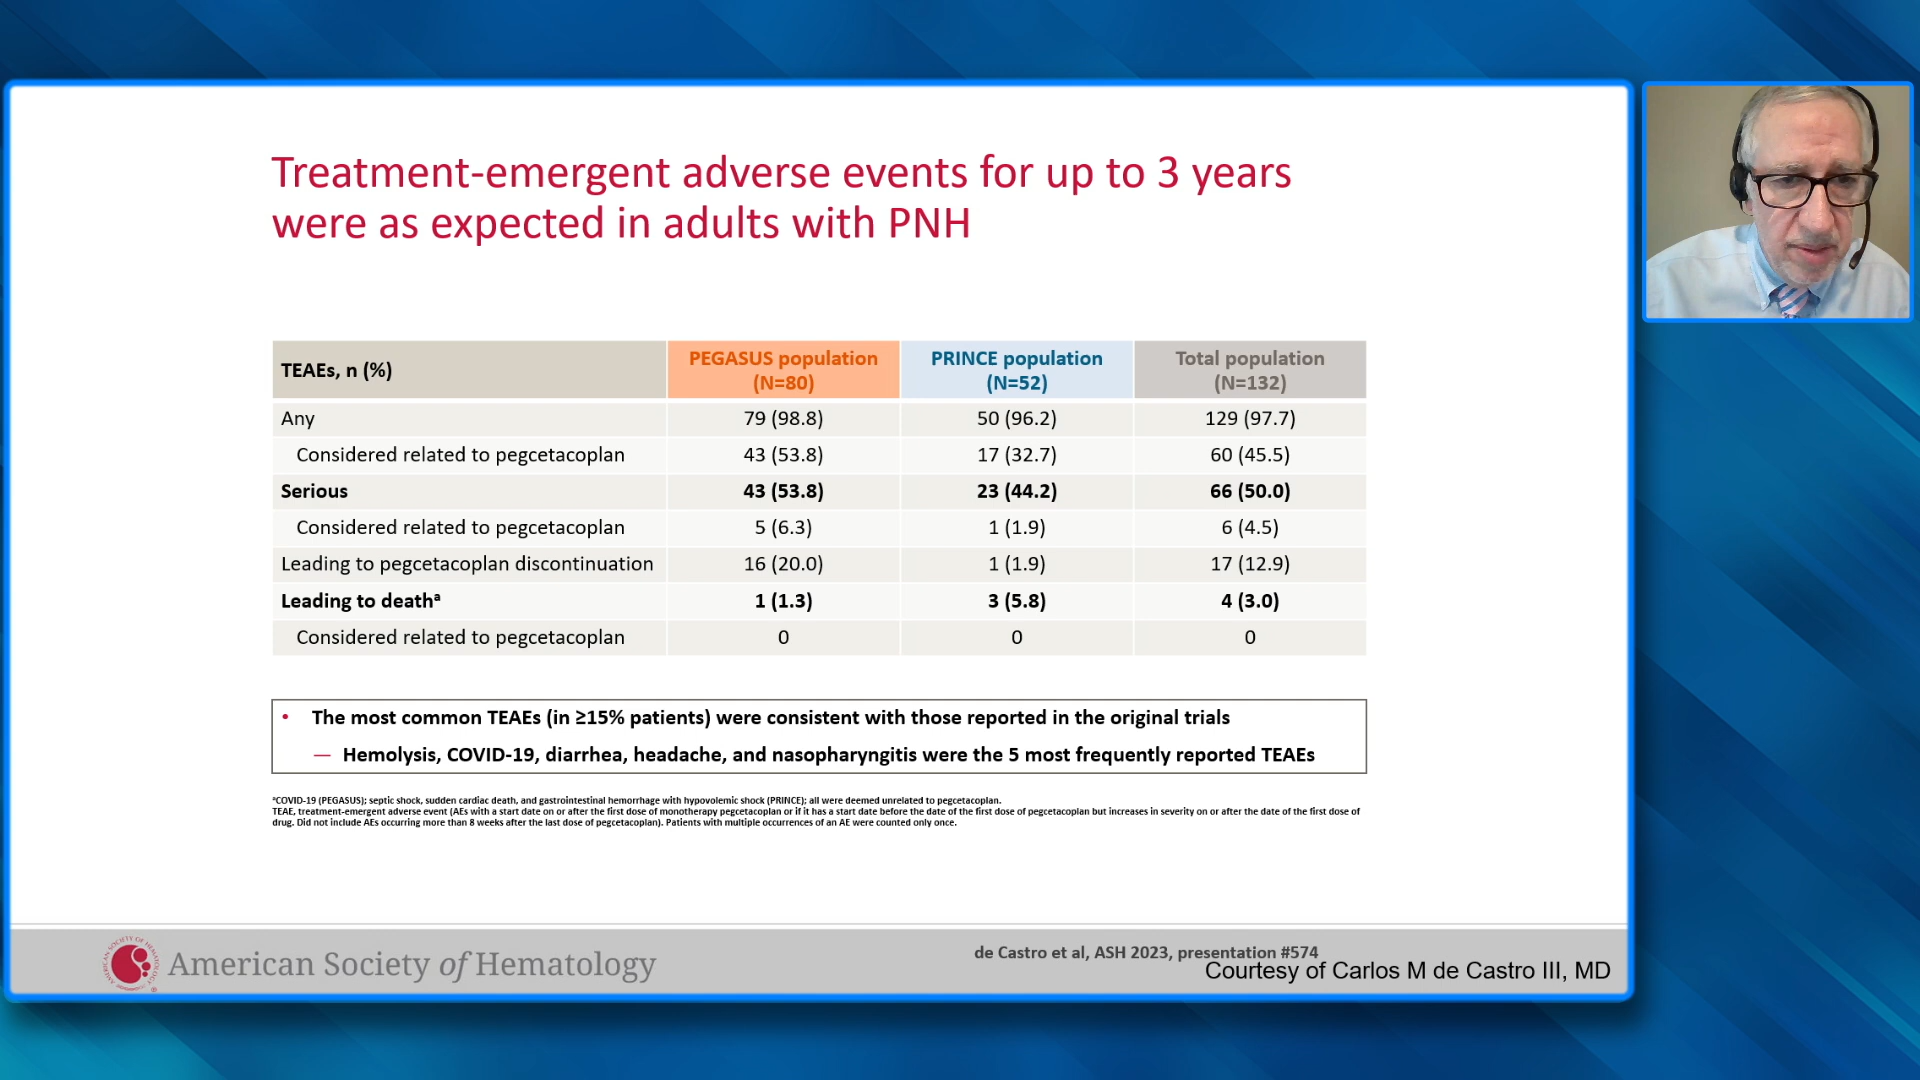 Treatment-emergent adverse events for up to 3 years
were as expected in adults with PNH
TEAEs, n (%)
PEGASUS population
(N=80)
PRINCE population
(N=52)
Total population
(N=132)
Any 79 (98.8) 50 (96.2) 129 (97.7)
Considered related to pegcetacoplan 43 (53.8) 17 (32.7) 60 (45.5)
Serious 43 (53.8) 23 (44.2) 66 (50.0)
Considered related to pegcetacoplan 5 (6.3) 1 (1.9) 6 (4.5)
Leading to pegcetacoplan discontinuation 16 (20.0) 1 (1.9) 17 (12.9)
Leading to deathᵃ 1 (1.3) 3 (5.8) 4 (3.0)
Considered related to pegcetacoplan 0 0 0
• The most common TEAEs (in ≥15% patients) were consistent with those reported in the original trials
— Hemolysis, COVID-19, diarrhea, headache, and nasopharyngitis were the 5 most frequently reported TEAEs
ᵃCOVID-19 (PEGASUS); septic shock, sudden cardiac death, and gastrointestinal hemorrhage with hypovolemic shock (PRINCE); all were deemed unrelated to pegcetacoplan.
TEAE, treatment-emergent adverse event (AEs with a start date on or after the first dose of monotherapy pegcetacoplan or if it has a start date before the date of the first dose of pegcetacoplan but increases in severity on or after the date of the first dose of
drug. Did not include AEs occurring more than 8 weeks after the last dose of pegcetacoplan). Patients with multiple occurrences of an AE were counted only once.
AMERICAN SOCIETY OF HEMATOLOGY
®
American Society of Hematology
de Castro et al, ASH 2023, presentation #574
Courtesy of Carlos M de Castro III, MD